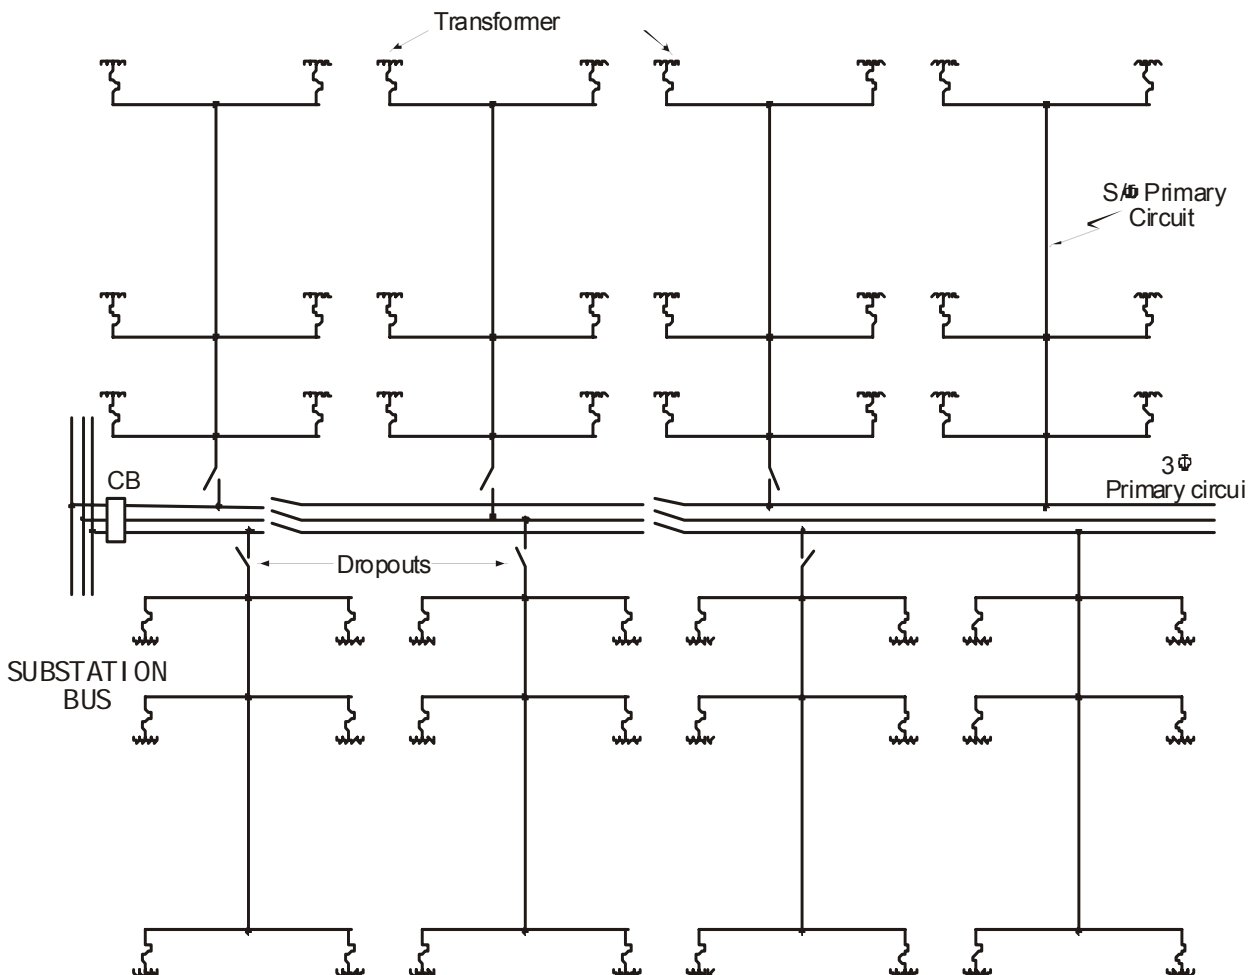 Transformer
S/Φ Primary
Circuit
CB
3Φ
Primary circui
Dropouts
SUBSTATION
BUS